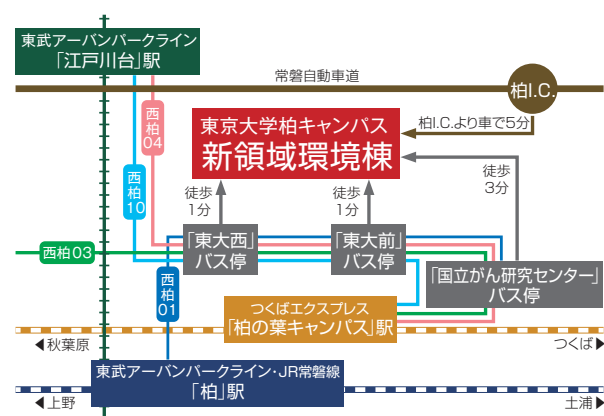 東武アーバンパークライン
「江戸川台」駅
常磐自動車道
柏I.C.
西柏04
東京大学柏キャンパス
新領域環境棟
柏I.C.より車で5分
西柏10
徒歩
1分
徒歩
1分
徒歩
3分
西柏03
「東大西」
バス停
「東大前」
バス停
「国立がん研究センター」
バス停
西柏01
つくばエクスプレス
「柏の葉キャンパス」駅
◀秋葉原
つくば▶
東武アーバンパークライン・JR常磐線
「柏」駅
◀上野
土浦▶